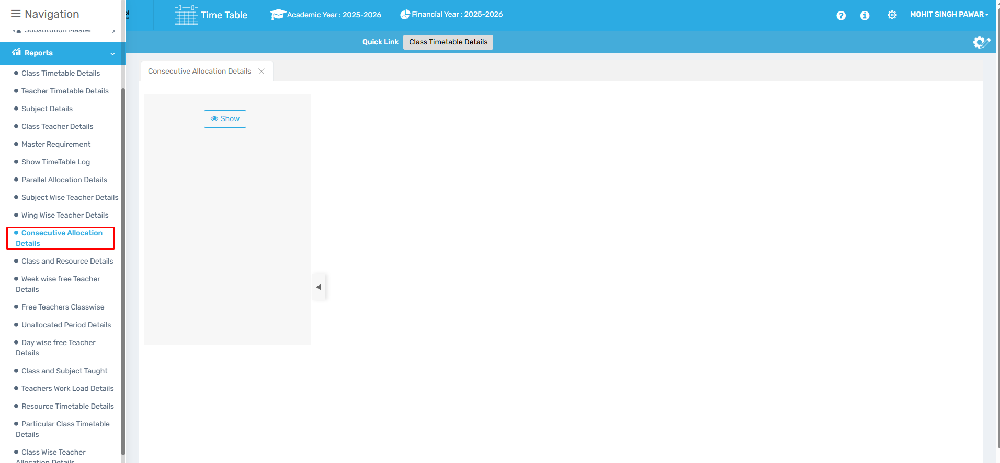 Navigation
Time Table
Academic Year : 2025-2026
Financial Year : 2025-2026
MOHIT SINGH PAWAR
Quick Link
Class Timetable Details
Substitution Master
Reports
Class Timetable Details
Teacher Timetable Details
Subject Details
Class Teacher Details
Master Requirement
Show TimeTable Log
Parallel Allocation Details
Subject Wise Teacher Details
Wing Wise Teacher Details
Consecutive Allocation
Details
Class and Resource Details
Week wise free Teacher
Details
Free Teachers Classwise
Unallocated Period Details
Day wise free Teacher
Details
Class and Subject Taught
Teachers Work Load Details
Resource Timetable Details
Particular Class Timetable
Details
Class Wise Teacher
Allocation Details
Consecutive Allocation Details
Show